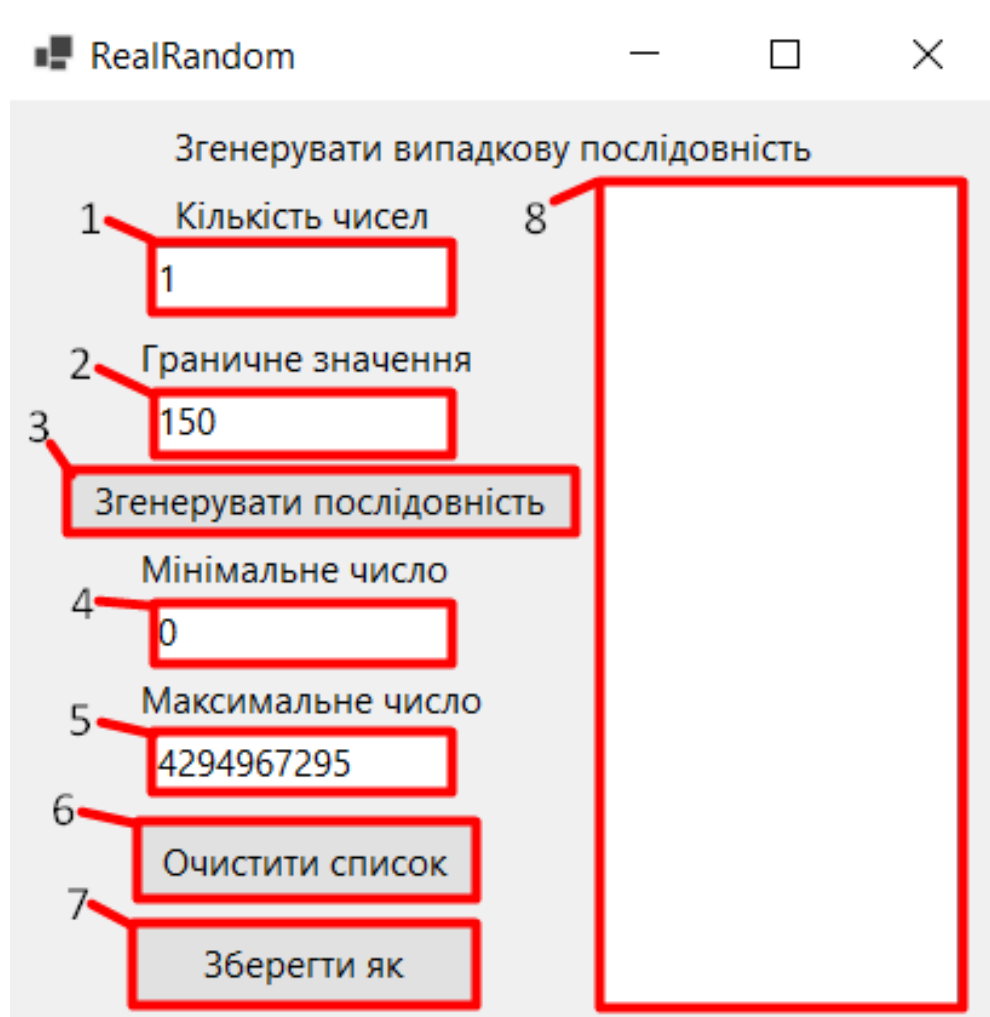 RealRandom
Згенерувати випадкову послідовність
1 Кількість чисел 8
1
2 Граничне значення
150
3
Згенерувати послідовність
Мінімальне число
4
0
Максимальне число
5
4294967295
6
Очистити список
7
Зберегти як